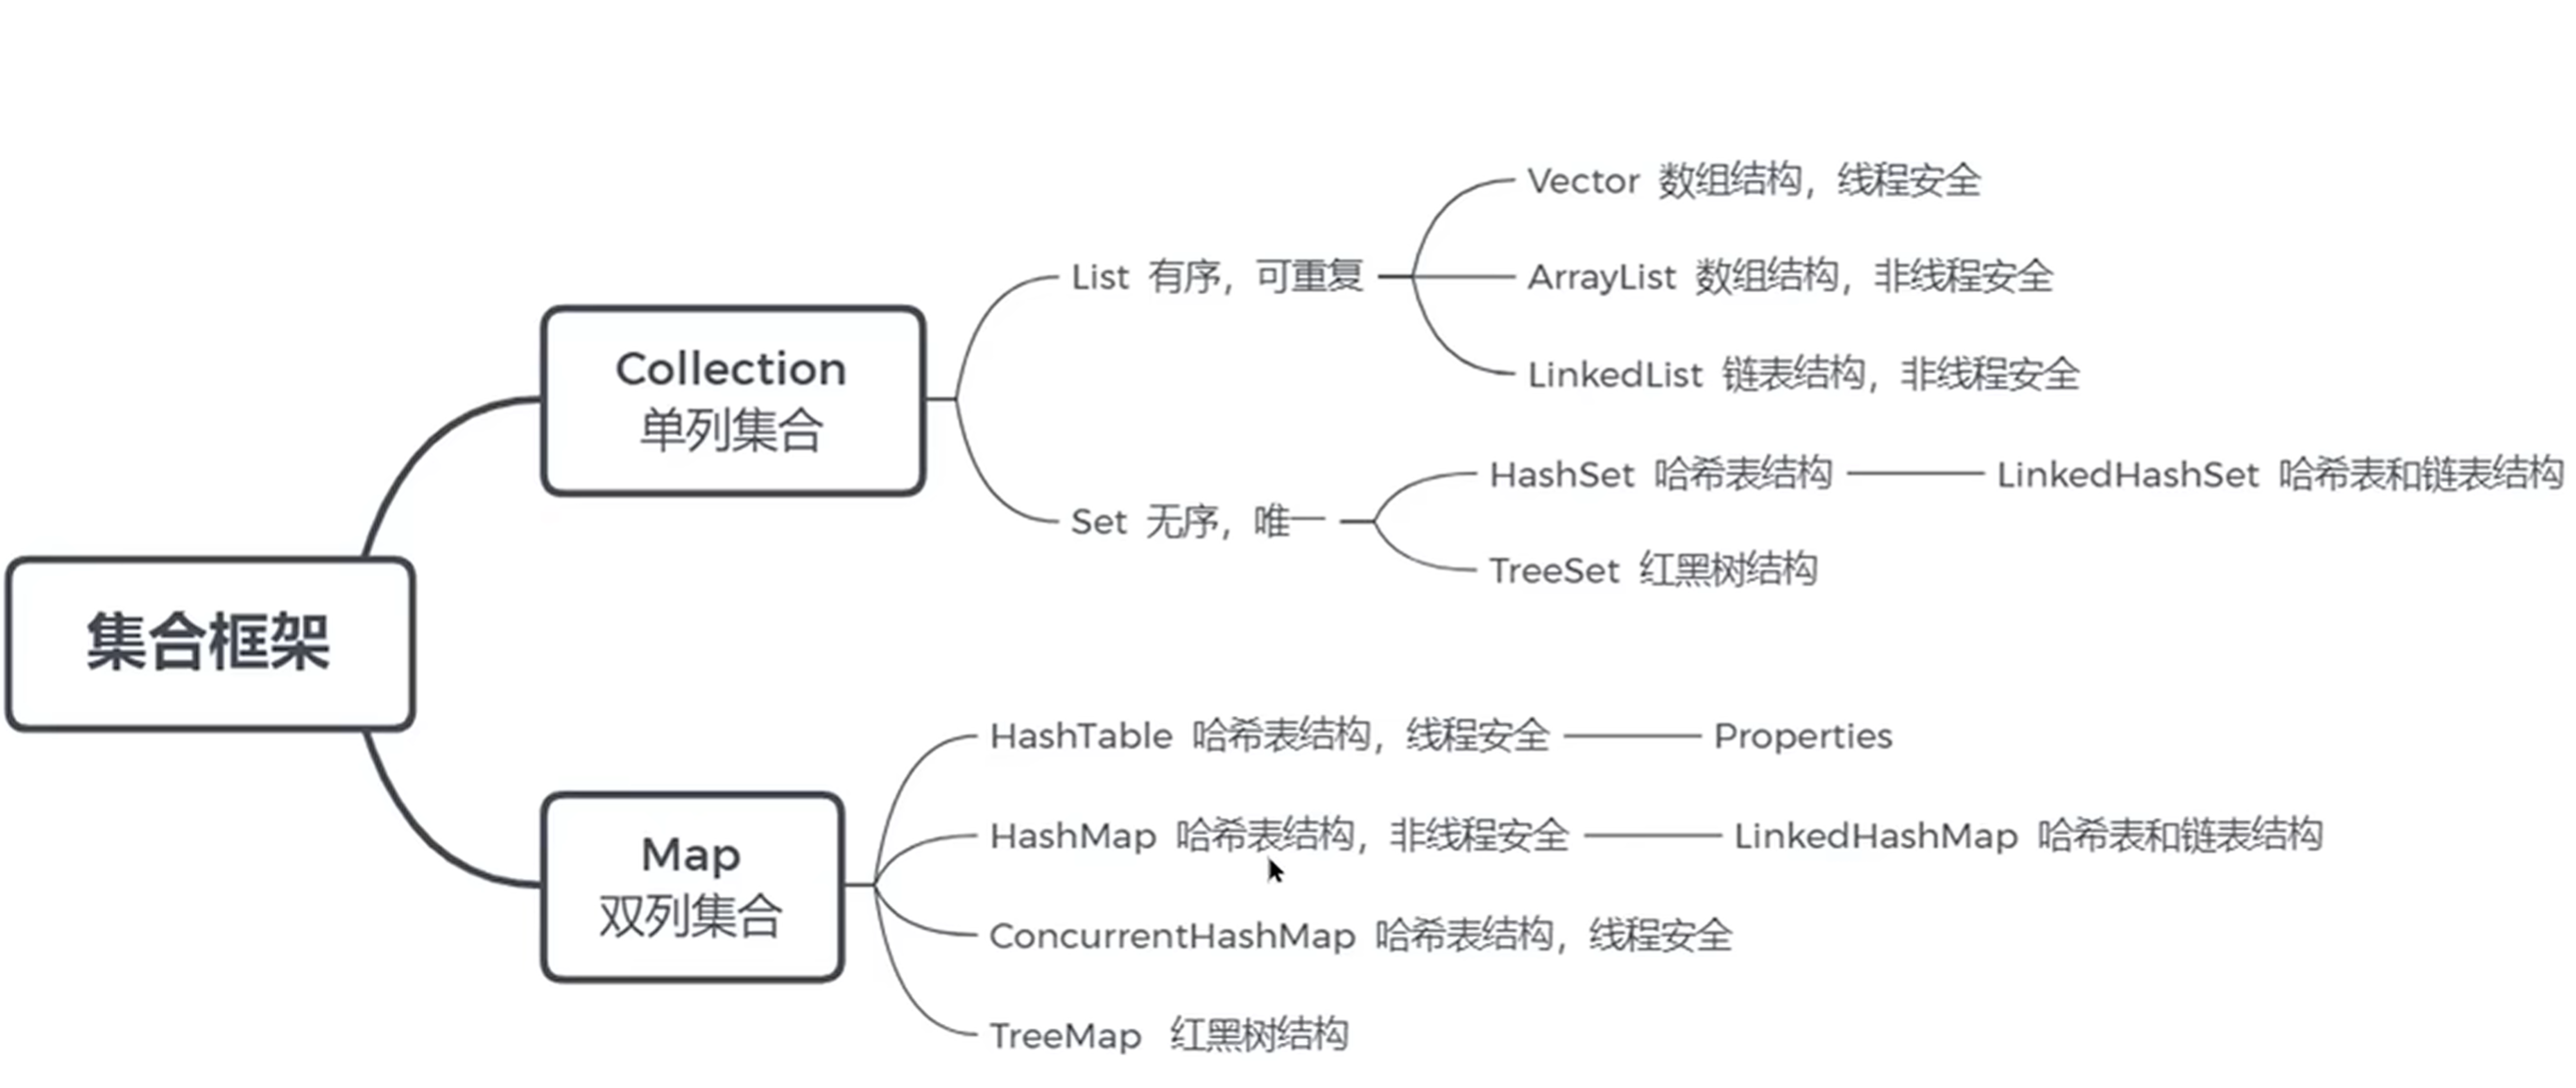 集合框架
Collection
单列集合
List 有序，可重复
Vector 数组结构，线程安全
ArrayList 数组结构，非线程安全
LinkedList 链表结构，非线程安全
Set 无序，唯一
HashSet 哈希表结构
LinkedHashSet 哈希表和链表结构
TreeSet 红黑树结构
Map
双列集合
HashTable 哈希表结构，线程安全
Properties
HashMap 哈希表结构，非线程安全
LinkedHashMap 哈希表和链表结构
ConcurrentHashMap 哈希表结构，线程安全
TreeMap 红黑树结构